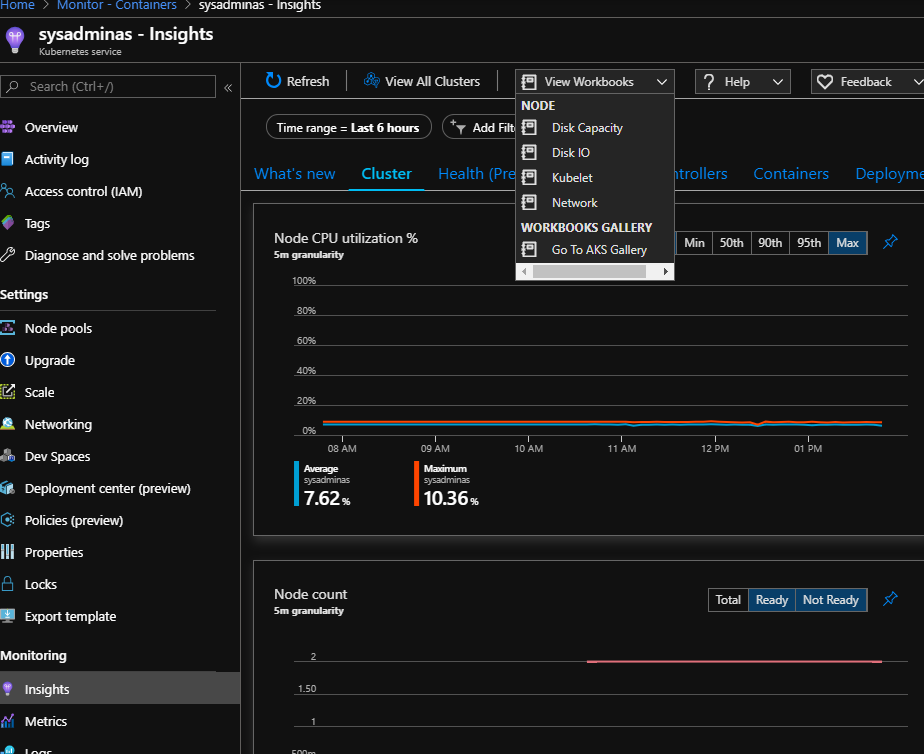 Home > Monitor - Containers > sysadminas - Insights
sysadminas - Insights
Kubernetes service
Search (Ctrl+/)
«
Overview
Activity log
Access control (IAM)
Tags
Diagnose and solve problems
Settings
Node pools
Upgrade
Scale
Networking
Dev Spaces
Deployment center (preview)
Policies (preview)
Properties
Locks
Export template
Monitoring
Insights
Metrics
Logs
Refresh
View All Clusters
View Workbooks
Help
Feedback
NODE
Disk Capacity
Disk IO
Kubelet
Network
WORKBOOKS GALLERY
Go To AKS Gallery
Time range = Last 6 hours
Add Filt
What's new
Cluster
Health (Pre
ntrollers
Containers
Deployme
Node CPU utilization %
5m granularity
Min 50th 90th 95th Max
100%
80%
60%
40%
20%
0%
08 AM 09 AM 10 AM 11 AM 12 PM 01 PM
Average
sysadminas
7.62 %
Maximum
sysadminas
10.36 %
Node count
5m granularity
Total Ready Not Ready
2
1.50
1
500m